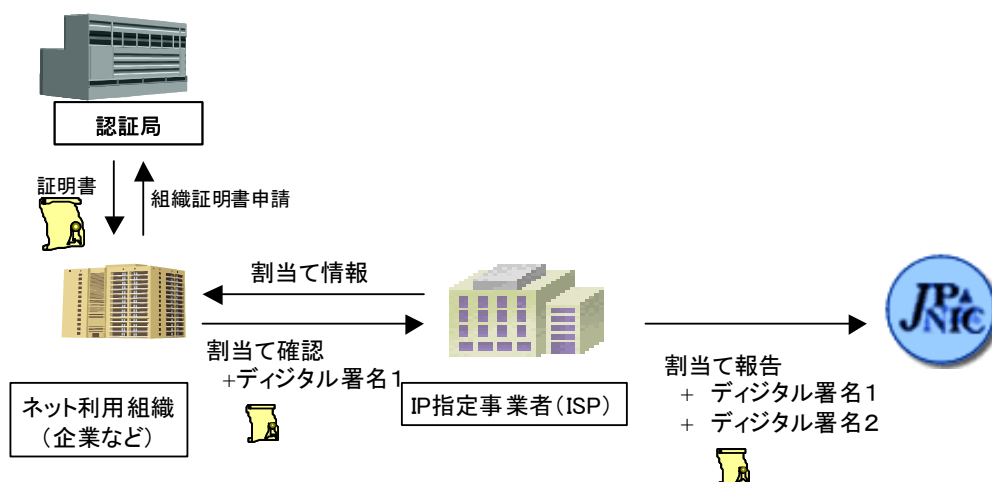 認証局
証明書
組織証明書申請
割当て情報
割当て確認
+ディジタル署名1
ネット利用組織
(企業など)
IP指定事業者(ISP)
JPNIC
割当て報告
+ ディジタル署名1
+ ディジタル署名2